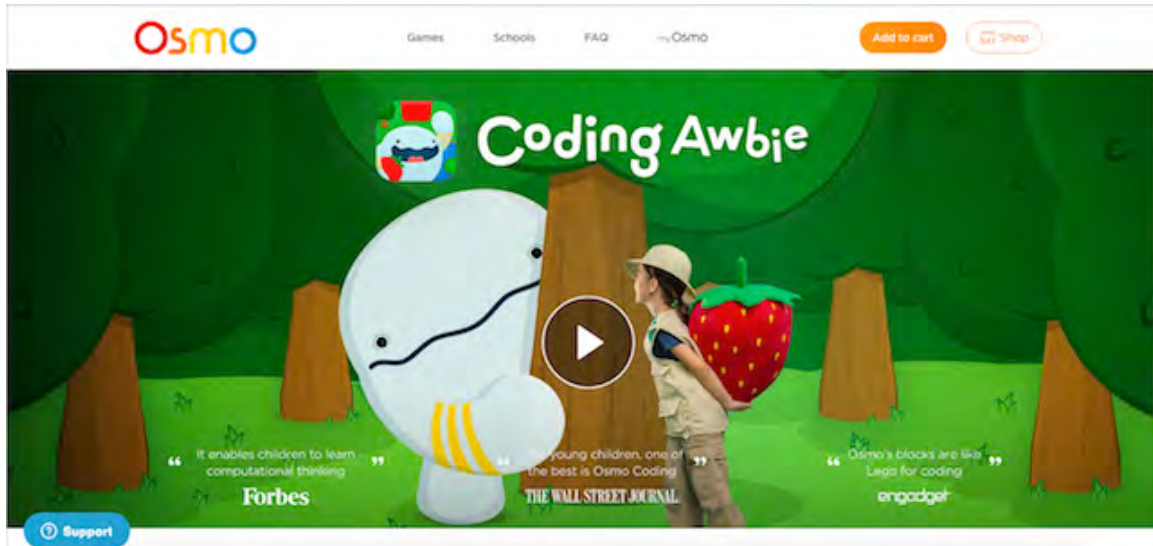 Osmo
Games Schools FAQ my Osmo Add to cart Shop
Coding Awbie
“ It enables children to learn
computational thinking ”
Forbes
“ young children, one of
the best is Osmo Coding ”
THE WALL STREET JOURNAL.
“ Osmo's blocks are like
Lego for coding ”
engadget
Support